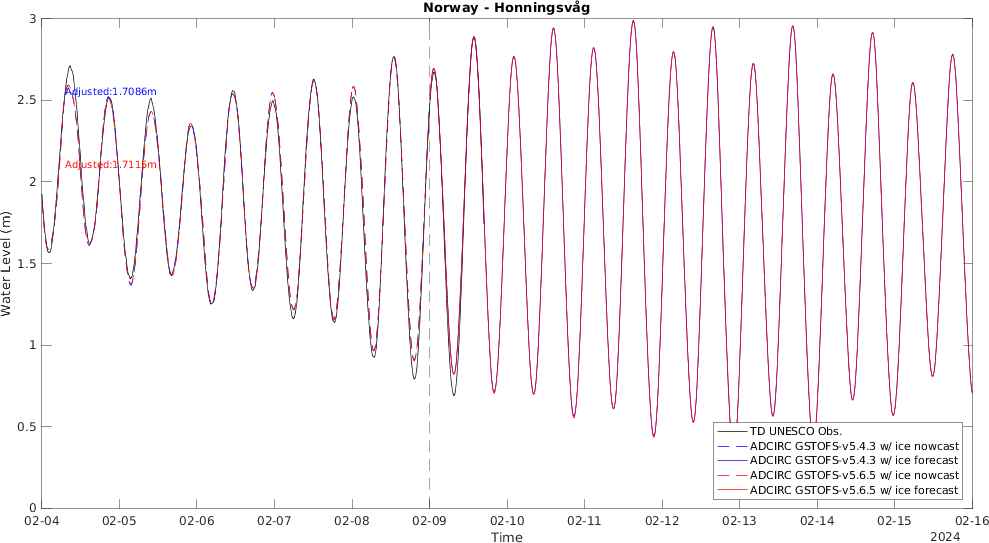 Norway - Honningsvåg
3
2.5
2
1.5
1
0.5
0
Water Level (m)
Adjusted:1.7086m
Adjusted:1.7115m
TD UNESCO Obs.
ADCIRC GSTOFS-v5.4.3 w/ ice nowcast
ADCIRC GSTOFS-v5.4.3 w/ ice forecast
ADCIRC GSTOFS-v5.6.5 w/ ice nowcast
ADCIRC GSTOFS-v5.6.5 w/ ice forecast
02-04 02-05 02-06 02-07 02-08 02-09 02-10 02-11 02-12 02-13 02-14 02-15 02-16
Time
2024